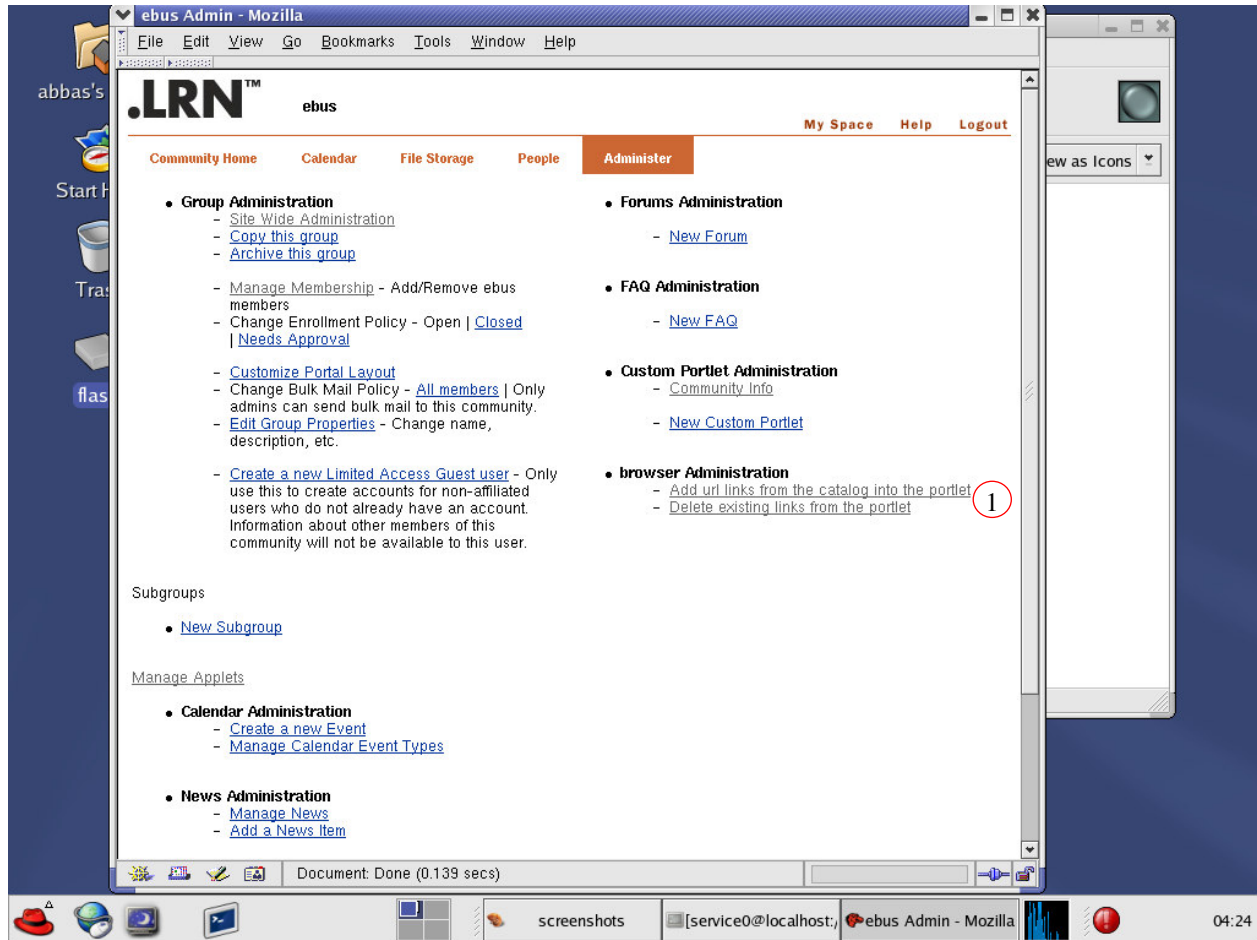 ebus Admin - Mozilla
File Edit View Go Bookmarks Tools Window Help
abbas's
Start H
Tras
flas
.LRN™ ebus
My Space Help Logout
Community Home Calendar File Storage People Administer
• Group Administration
– Site Wide Administration
– Copy this group
– Archive this group
– Manage Membership - Add/Remove ebus
members
– Change Enrollment Policy - Open | Closed
| Needs Approval
– Customize Portal Layout
– Change Bulk Mail Policy - All members | Only
admins can send bulk mail to this community.
– Edit Group Properties - Change name,
description, etc.
– Create a new Limited Access Guest user - Only
use this to create accounts for non-affiliated
users who do not already have an account.
Information about other members of this
community will not be available to this user.
• Forums Administration
– New Forum
• FAQ Administration
– New FAQ
• Custom Portlet Administration
– Community Info
– New Custom Portlet
• browser Administration
– Add url links from the catalog into the portlet
– Delete existing links from the portlet
1
Subgroups
• New Subgroup
Manage Applets
• Calendar Administration
– Create a new Event
– Manage Calendar Event Types
• News Administration
– Manage News
– Add a News Item
Document: Done (0.139 secs)
ew as Icons
screenshots [service0@localhost:/ ebus Admin - Mozilla 04:24